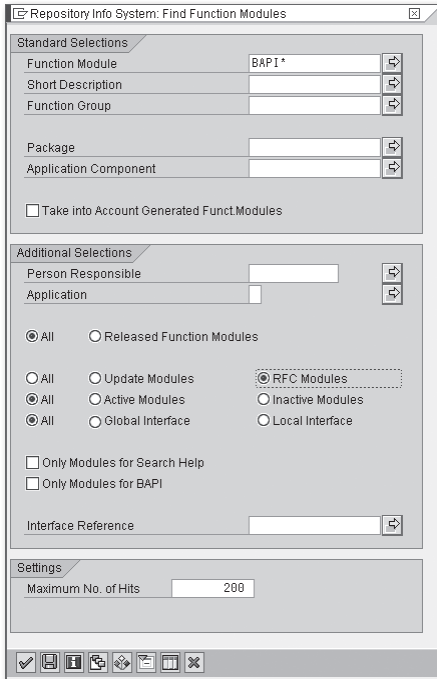 Repository Info System: Find Function Modules
Standard Selections
Function Module BAPI*
Short Description
Function Group
Package
Application Component
Take into Account Generated Funct.Modules
Additional Selections
Person Responsible
Application
All Released Function Modules
All Update Modules RFC Modules
All Active Modules Inactive Modules
All Global Interface Local Interface
Only Modules for Search Help
Only Modules for BAPI
Interface Reference
Settings
Maximum No. of Hits 200